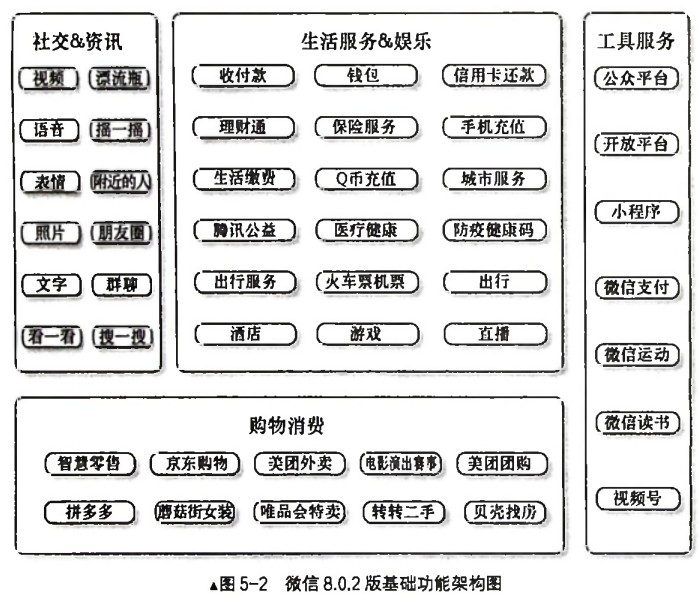 社交&资讯
视频 漂流瓶
语音 摇一摇
表情 附近的人
照片 朋友圈
文字 群聊
看一看 搜一搜
生活服务&娱乐
收付款 钱包 信用卡还款
理财通 保险服务 手机充值
生活缴费 Q币充值 城市服务
腾讯公益 医疗健康 防疫健康码
出行服务 火车票机票 出行
酒店 游戏 直播
工具服务
公众平台
开放平台
小程序
微信支付
微信运动
微信读书
视频号
购物消费
智慧零售 京东购物 美团外卖 电影演出赛事 美团团购
拼多多 蘑菇街女装 唯品会特卖 转转二手 贝壳找房
▲图 5-2 微信 8.0.2 版基础功能架构图